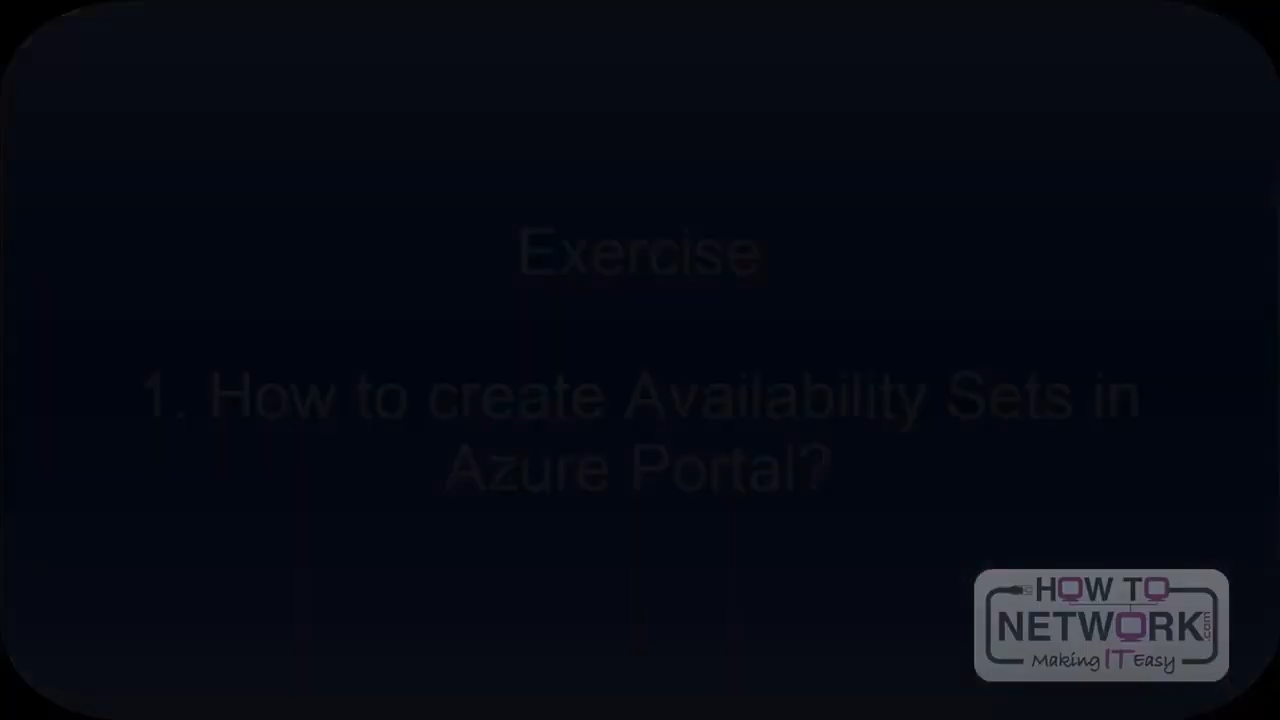 Exercise
1. How to create Availability Sets in
Azure Portal?
HOW TO
NETWORK.com
Making IT Easy